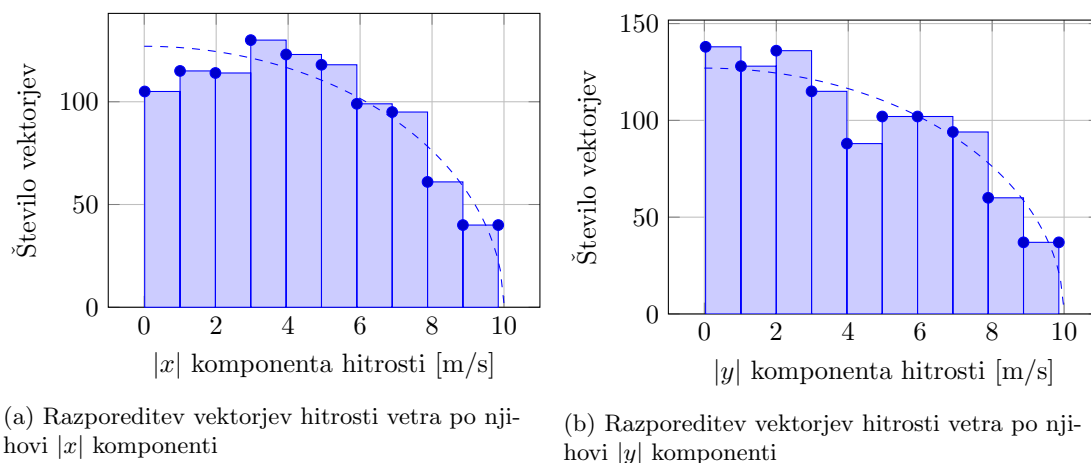 0
50
100
0
2
4
6
8
10
Število vektorjev
|x| komponenta hitrosti [m/s]
(a) Razporeditev vektorjev hitrosti vetra po nji-
hovi |x| komponenti
0
50
100
150
0
2
4
6
8
10
Število vektorjev
|y| komponenta hitrosti [m/s]
(b) Razporeditev vektorjev hitrosti vetra po nji-
hovi |y| komponenti